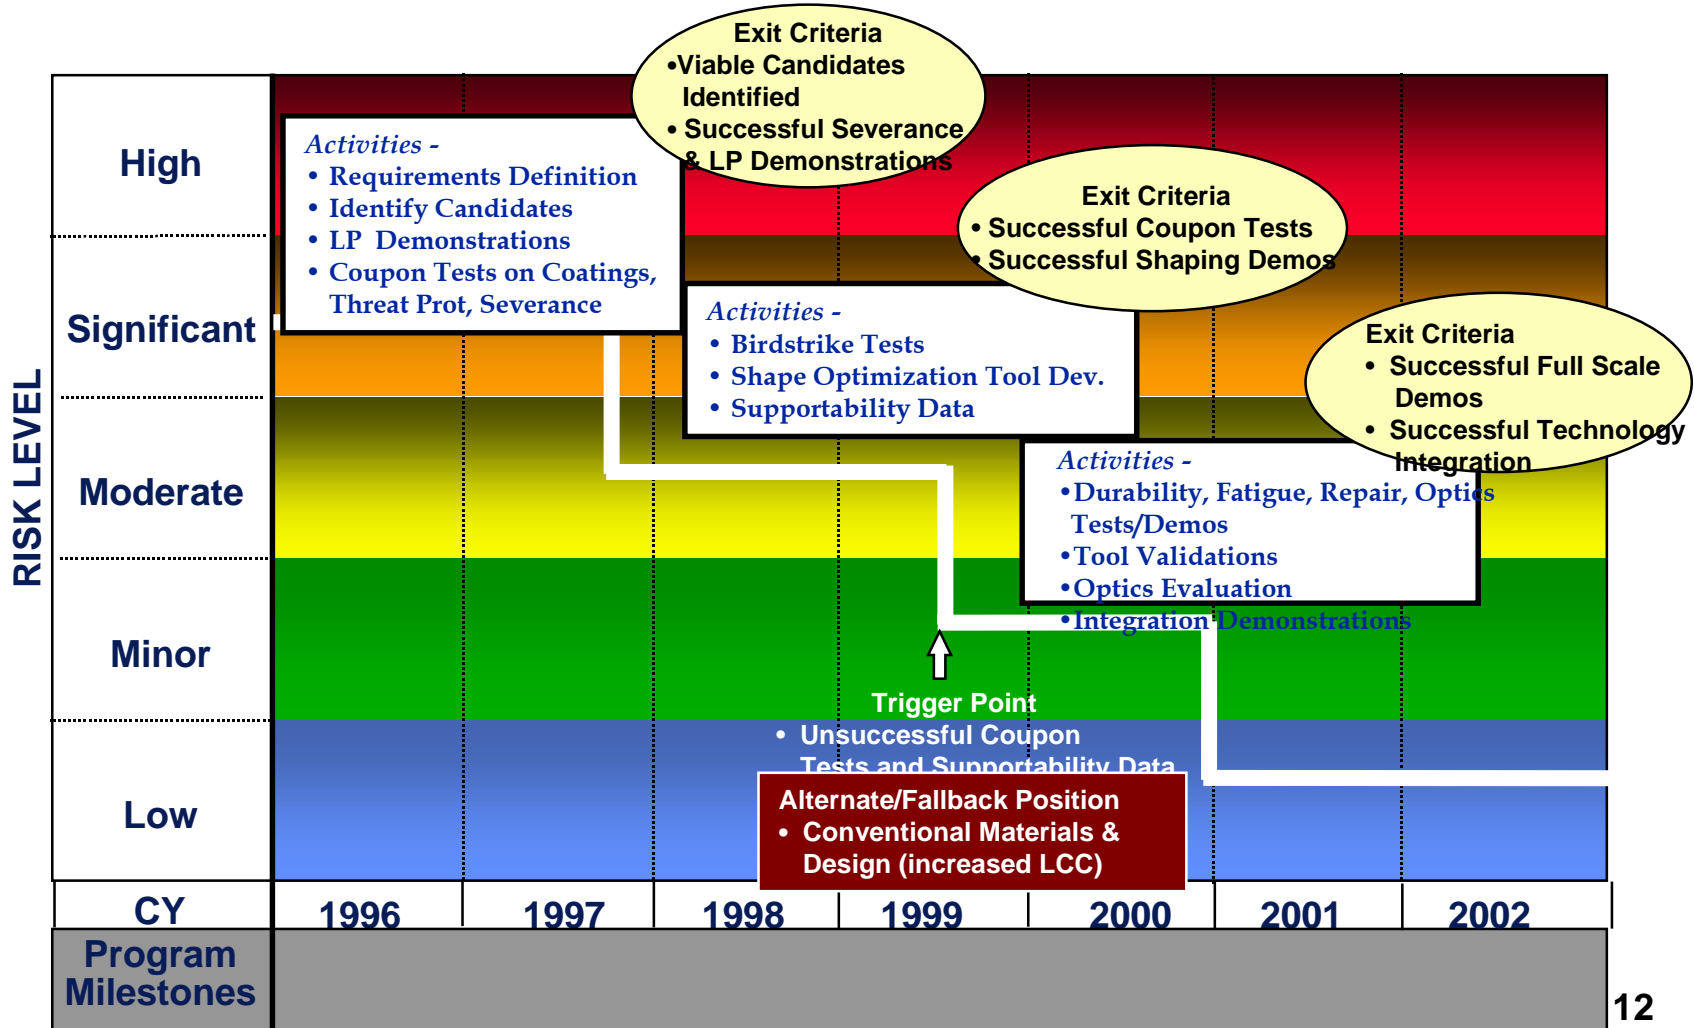 Exit Criteria
•Viable Candidates
Identified
• Successful Severance
& LP Demonstrations
High
Activities -
• Requirements Definition
• Identify Candidates
• LP Demonstrations
• Coupon Tests on Coatings,
Threat Prot, Severance
Exit Criteria
• Successful Coupon Tests
• Successful Shaping Demos
Significant
Activities -
• Birdstrike Tests
• Shape Optimization Tool Dev.
• Supportability Data
Exit Criteria
• Successful Full Scale
Demos
• Successful Technology
Integration
RISK LEVEL
Moderate
Activities -
•Durability, Fatigue, Repair, Optics
Tests/Demos
•Tool Validations
•Optics Evaluation
•Integration Demonstrations
Minor
Trigger Point
• Unsuccessful Coupon
Tests and Supportability Data
Low
Alternate/Fallback Position
• Conventional Materials &
Design (increased LCC)
CY 1996 1997 1998 1999 2000 2001 2002
Program
Milestones
12